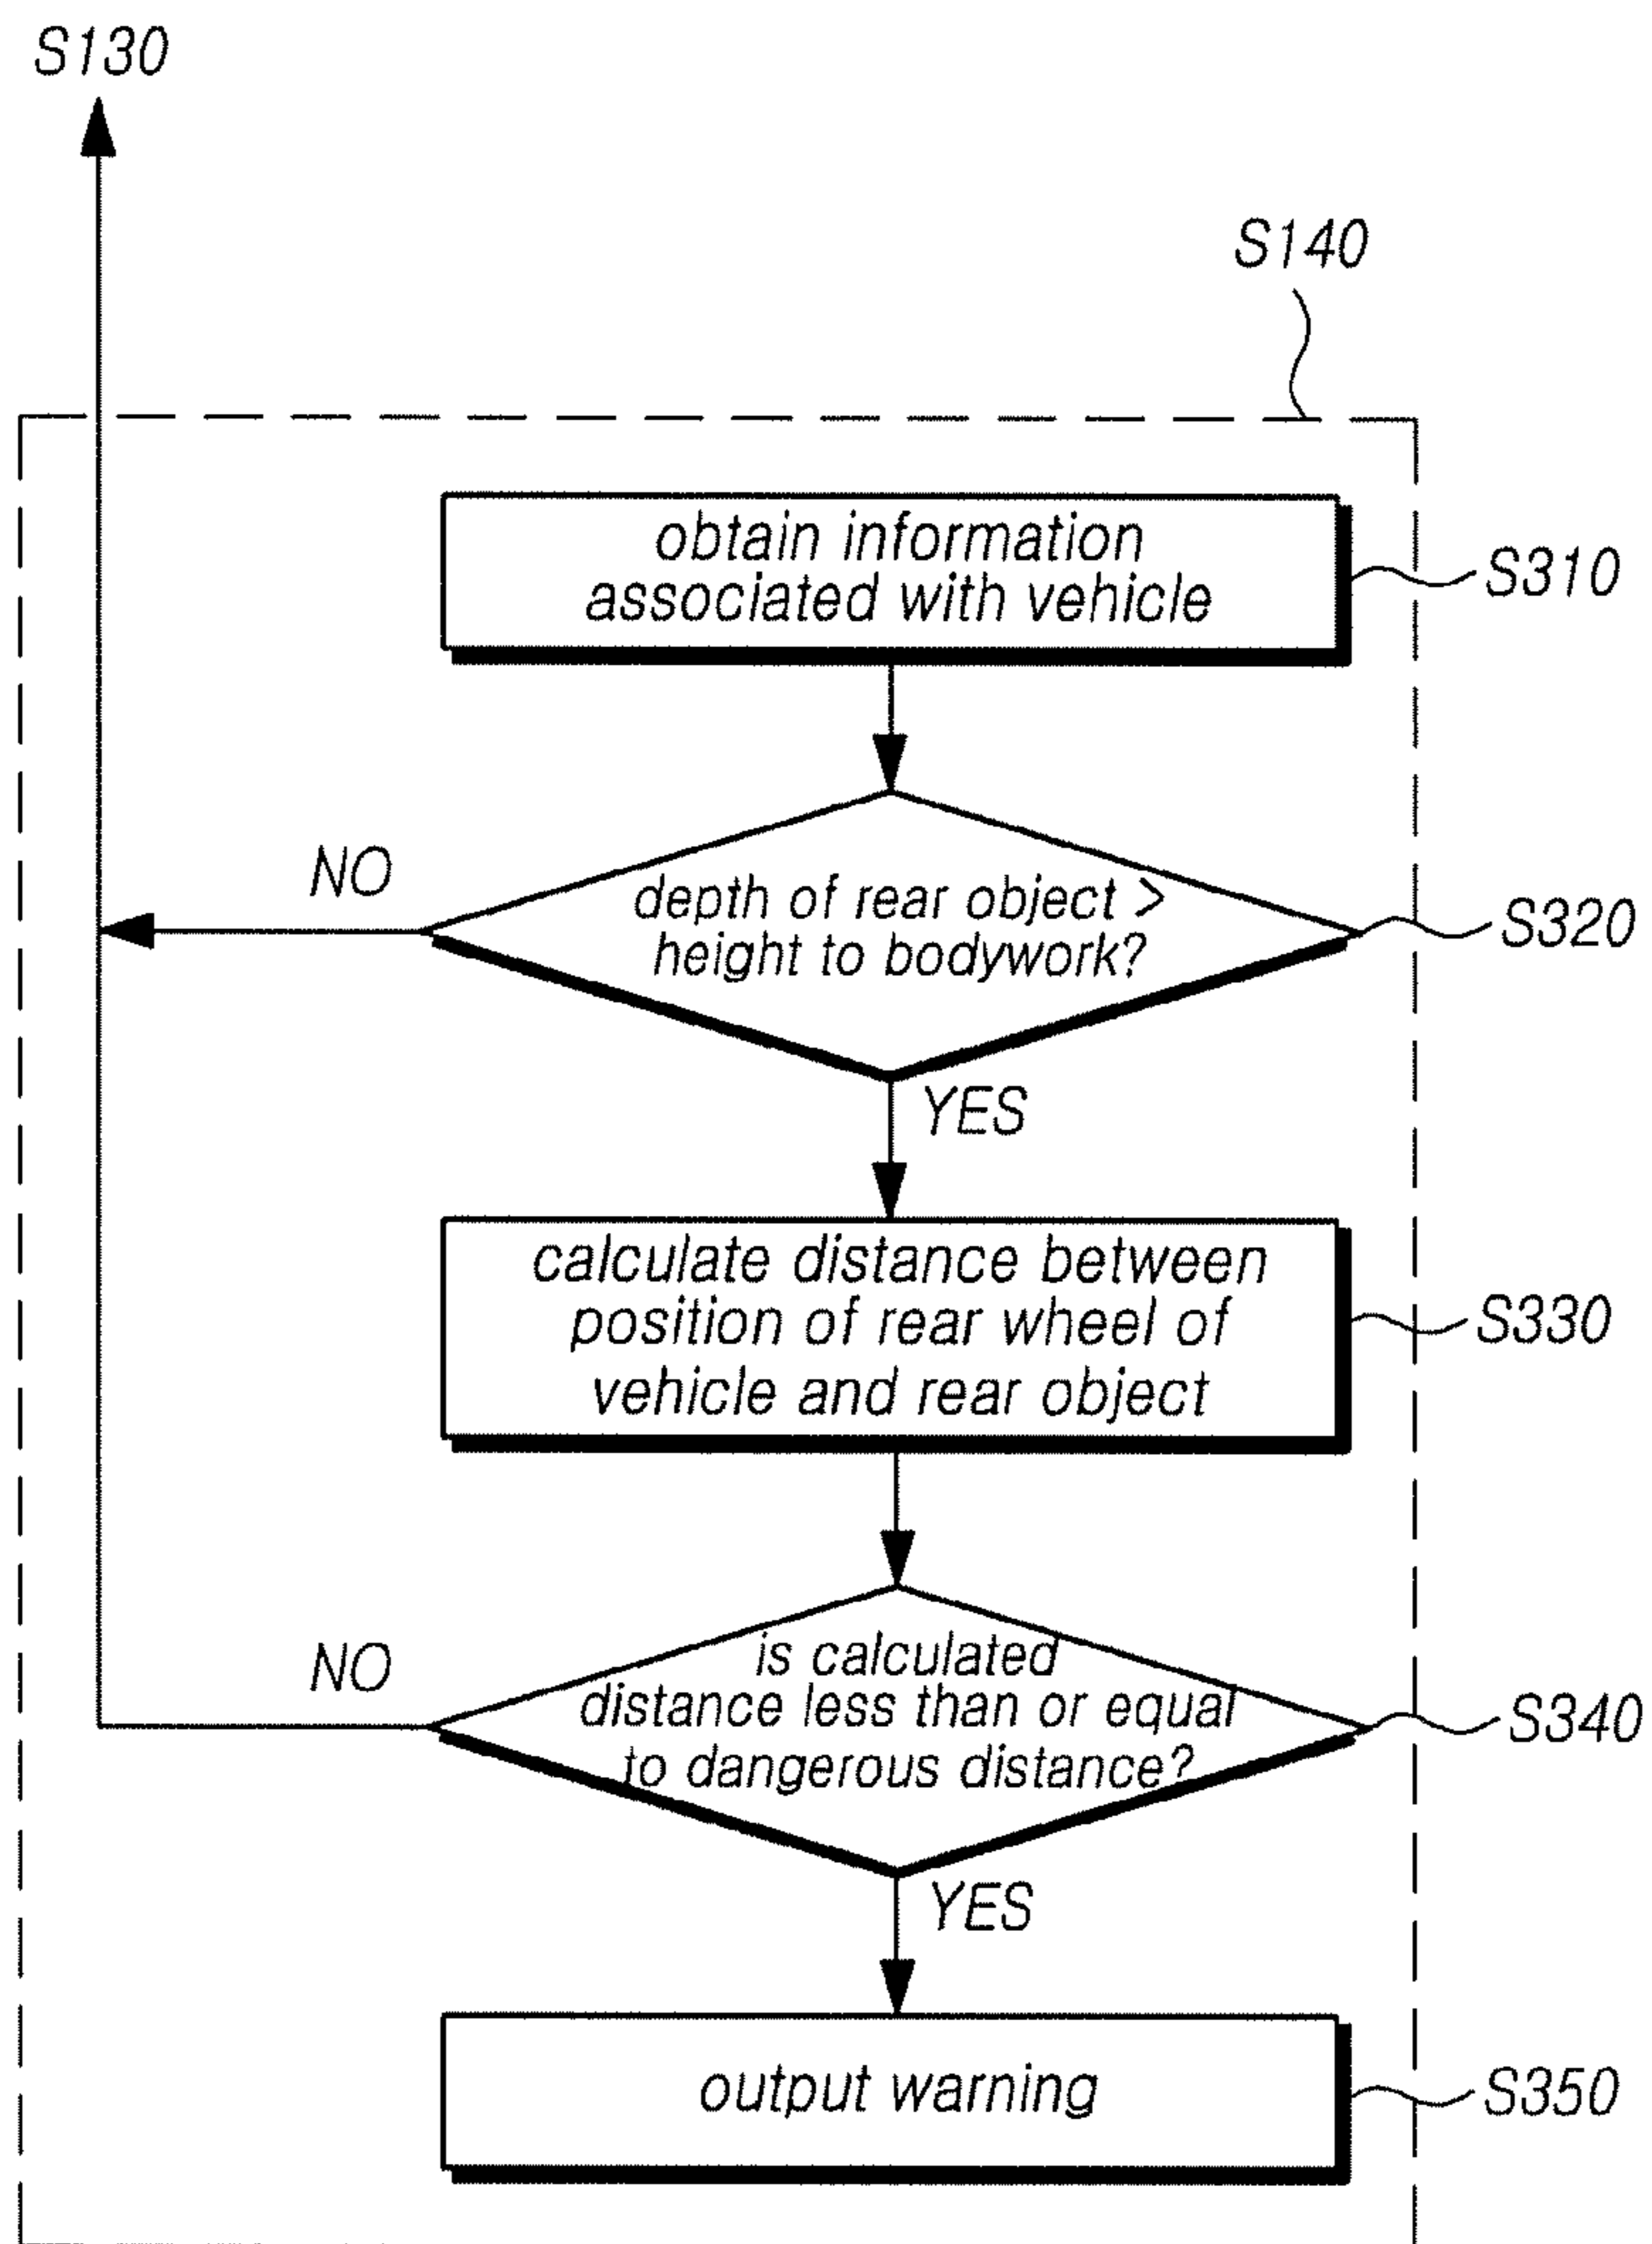 S130
S140
obtain information
associated with vehicle
S310
NO
depth of rear object >
height to bodywork?
S320
YES
calculate distance between
position of rear wheel of
vehicle and rear object
S330
NO
is calculated
distance less than or equal
to dangerous distance?
S340
YES
output warning
S350